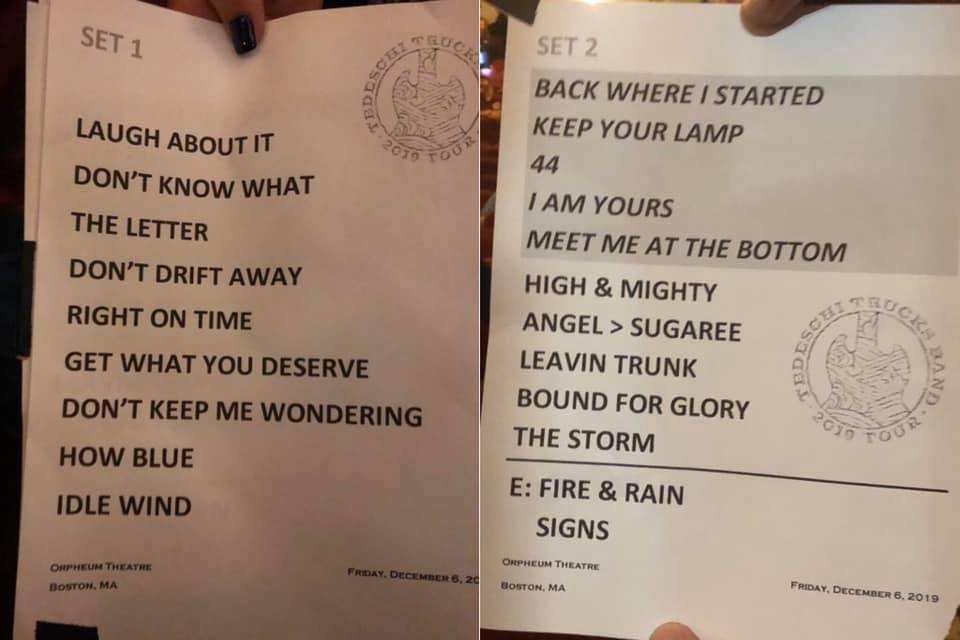 SET 1
TEDESCHI TRUCKS
2019 TOUR
LAUGH ABOUT IT
DON'T KNOW WHAT
THE LETTER
DON'T DRIFT AWAY
RIGHT ON TIME
GET WHAT YOU DESERVE
DON'T KEEP ME WONDERING
HOW BLUE
IDLE WIND
ORPHEUM THEATRE
BOSTON, MA
FRIDAY, DECEMBER 6, 20
SET 2
BACK WHERE I STARTED
KEEP YOUR LAMP
44
I AM YOURS
MEET ME AT THE BOTTOM
HIGH & MIGHTY
ANGEL > SUGAREE
LEAVIN TRUNK
BOUND FOR GLORY
THE STORM
TEDESCHI TRUCKS BAND
2019 TOUR
E: FIRE & RAIN
SIGNS
ORPHEUM THEATRE
BOSTON, MA
FRIDAY, DECEMBER 6, 2019